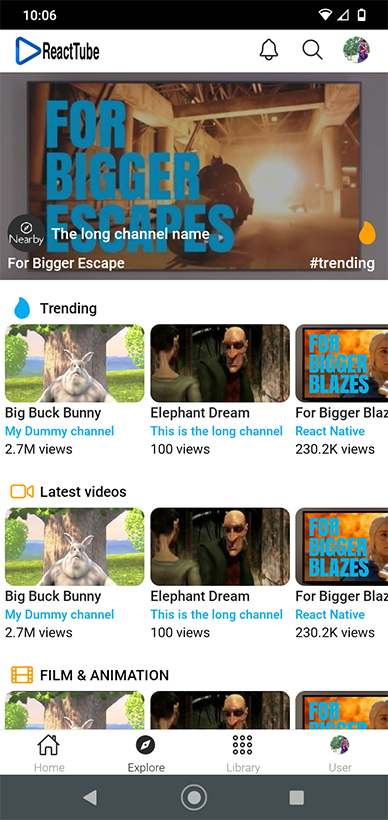 10:06
ReactTube
FOR
BIGGER
ESCAPES
Nearby
The long channel name
For Bigger Escape
#trending
Trending
Big Buck Bunny
Elephant Dream
For Bigger Blaz
My Dummy channel
This is the long channel
React Native
2.7M views
100 views
230.2K views
FOR
BIGGER
BLAZES
Latest videos
FOR
BIGGER
BLAZES
Big Buck Bunny
Elephant Dream
For Bigger Blaz
My Dummy channel
This is the long channel
React Native
2.7M views
100 views
230.2K views
FILM & ANIMATION
FOR
Home
Explore
Library
User